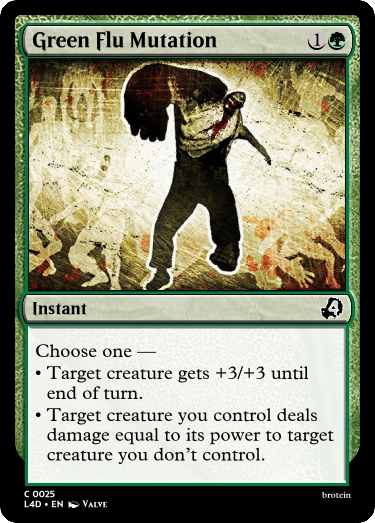 Green Flu Mutation 1
Instant 4
Choose one —
• Target creature gets +3/+3 until
end of turn.
• Target creature you control deals
damage equal to its power to target
creature you don't control.
C 0025 brotein
L4D • EN Valve